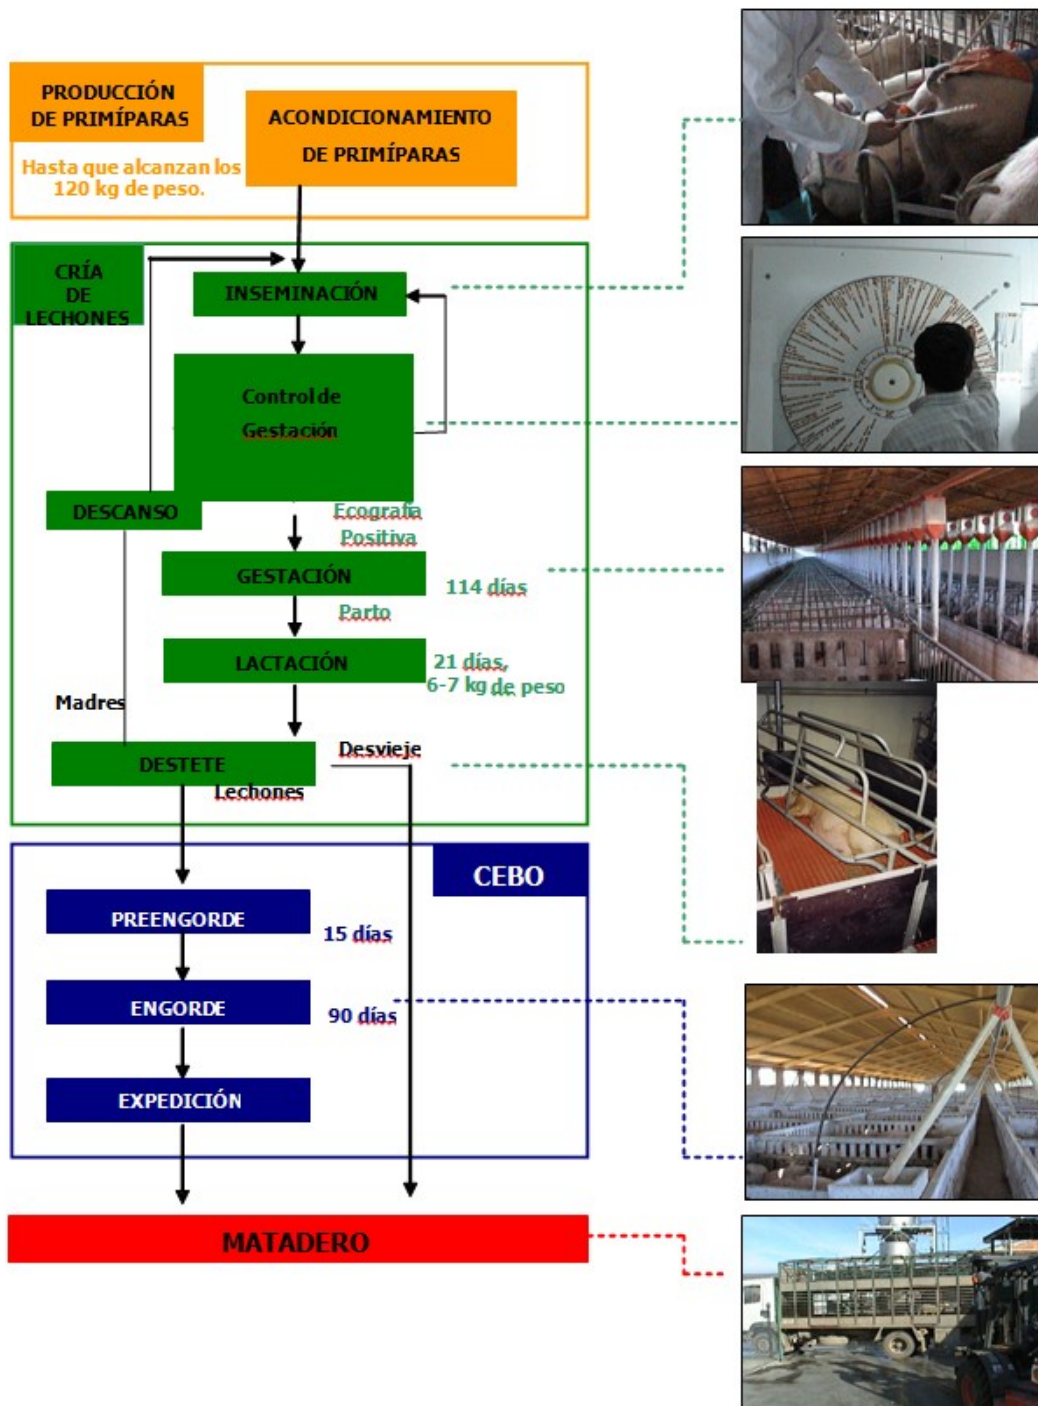 PRODUCCIÓN
DE PRIMÍPARAS
Hasta que alcanzan los
120 kg de peso.
ACONDICIONAMIENTO
DE PRIMÍPARAS
CRÍA
DE
LECHONES
INSEMINACIÓN
Control de
Gestación
DESCANSO
Ecografía
Positiva
GESTACIÓN
114 días
Parto
LACTACIÓN
21 días,
6-7 kg de peso
Madres
DESTETE
Desvieje
Lechones
CEBO
PREENGORDE
15 días
ENGORDE
90 días
EXPEDICIÓN
MATADERO